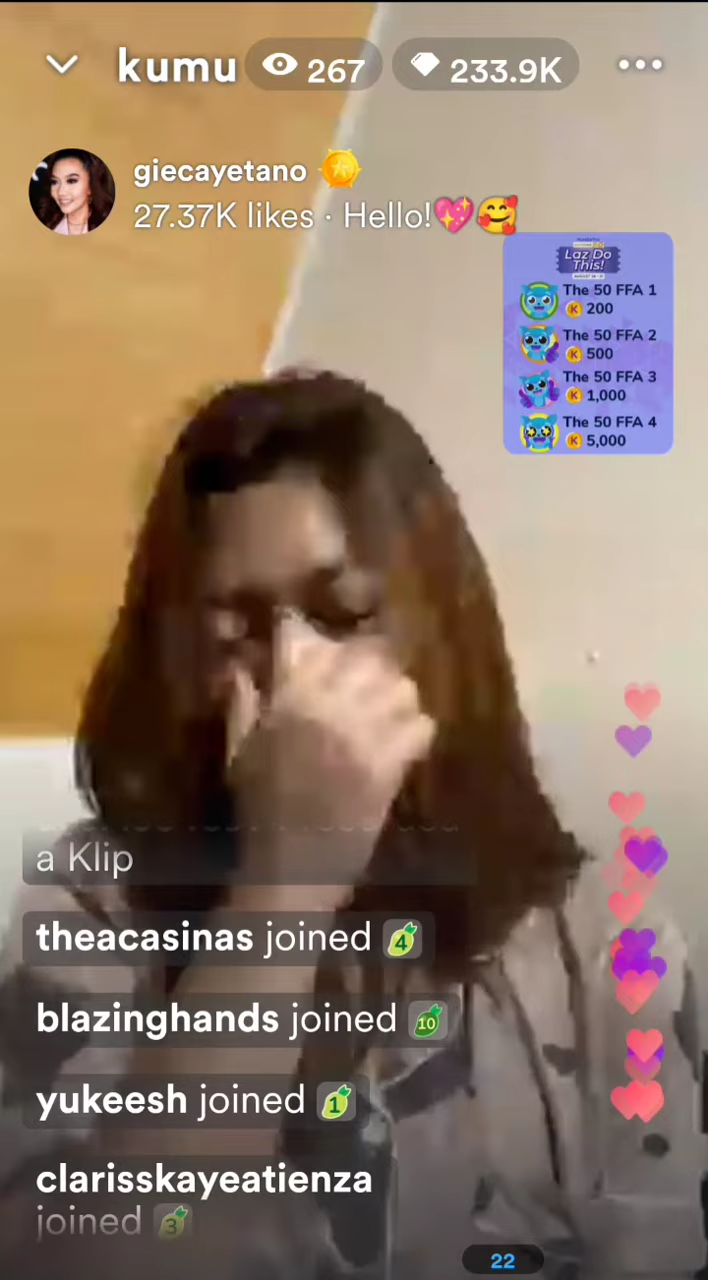 kumu
267
233.9K
giecayetano
27.37K likes · Hello!💖🥰
Laz Do
This!
The 50 FFA 1
K 200
The 50 FFA 2
K 500
The 50 FFA 3
K 1,000
The 50 FFA 4
K 5,000
a Klip
theacasinas joined 4
blazinghands joined 10
yukeesh joined 1
clarisskayeatienza
joined 3
22